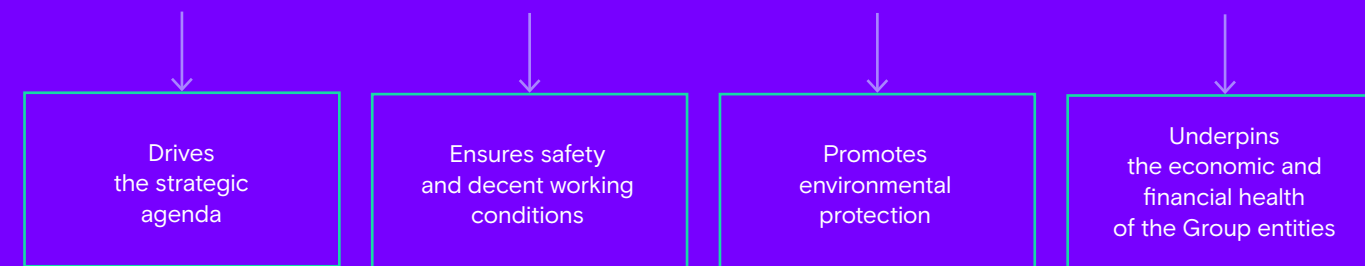 Drives
the strategic
agenda
Ensures safety
and decent working
conditions
Promotes
environmental
protection
Underpins
the economic and
financial health
of the Group entities